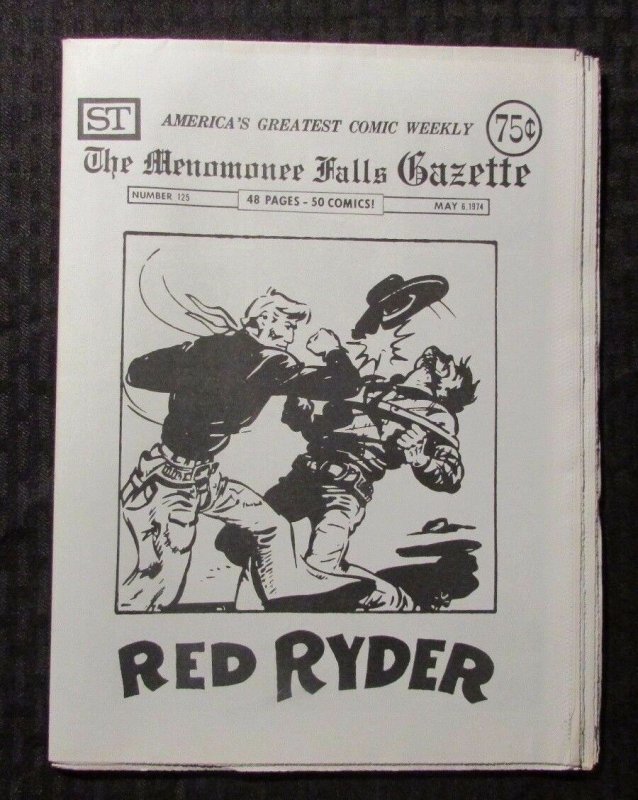 ST
AMERICA'S GREATEST COMIC WEEKLY
75¢
The Menomonee Falls Gazette
NUMBER 125
48 PAGES - 50 COMICS!
MAY 6, 1974
RED RYDER